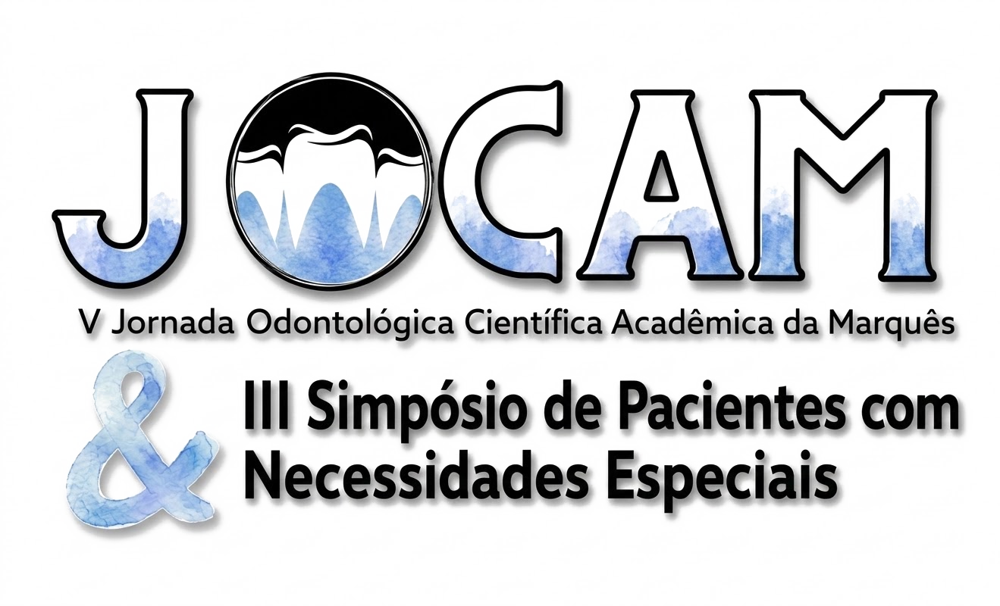 JOCAM
V Jornada Odontológica Científica Acadêmica da Marquês
&
III Simpósio de Pacientes com
Necessidades Especiais